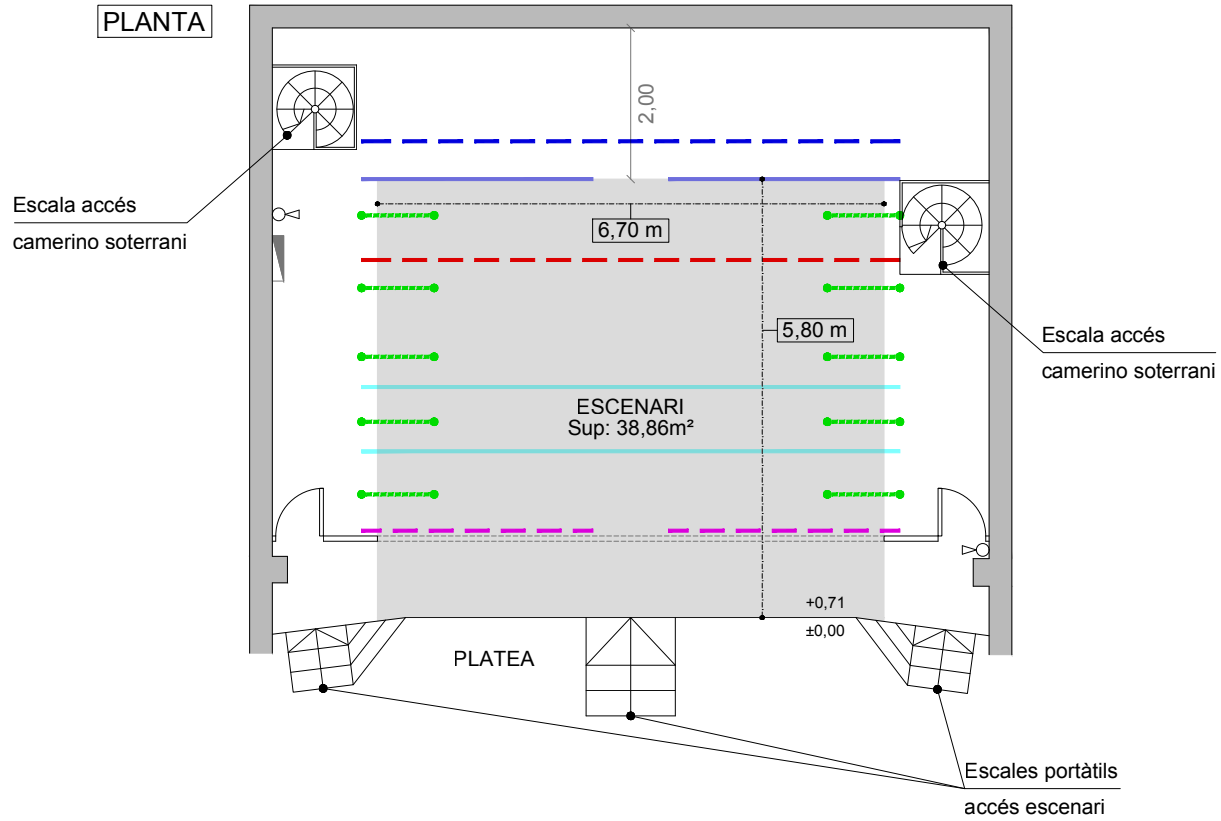 PLANTA
2,00
Escala accés
camerino soterrani
6,70 m
5,80 m
Escala accés
camerino soterrani
ESCENARI
Sup: 38,86m²
+0,71
±0,00
PLATEA
Escales portàtils
accés escenari